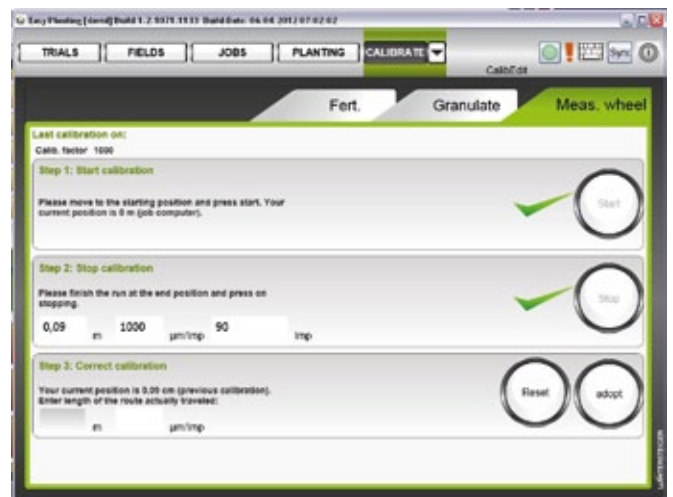 Easy Planting [david] Build 1.2.9371.1133 Build Date: 06.04.2012 07:02:02
TRIALS FIELDS JOBS PLANTING CALIBRATE
CalibEdit
Sync
Fert. Granulate Meas. wheel
Last calibration on:
Calib. factor 1000
Step 1: Start calibration
Please move to the starting position and press start. Your
current position is 0 m (job computer).
Start
Step 2: Stop calibration
Please finish the run at the end position and press on
stopping.
Stop
0,09 m 1000 µm/Imp 90 Imp
Step 3: Correct calibration
Your current position is 0.09 cm (previous calibration).
Enter length of the route actually traveled:
Reset adopt
m µm/Imp
WINTERSTEIGER